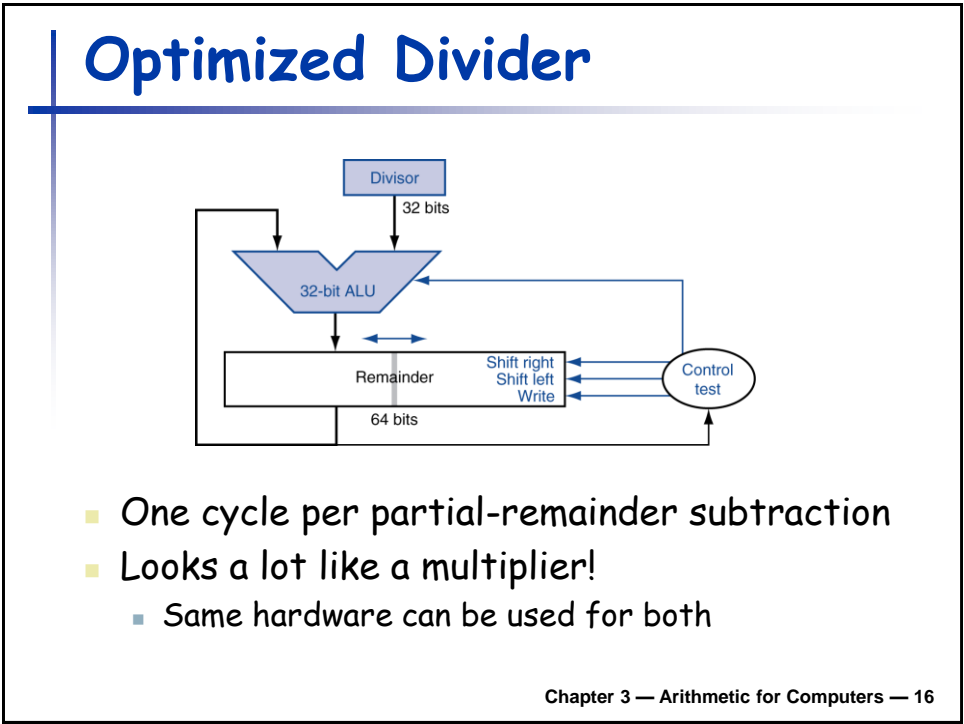 Optimized Divider
Divisor
32 bits
32-bit ALU
Remainder
Shift right
Shift left
Write
Control
test
64 bits
One cycle per partial-remainder subtraction
Looks a lot like a multiplier!
Same hardware can be used for both
Chapter 3 — Arithmetic for Computers — 16